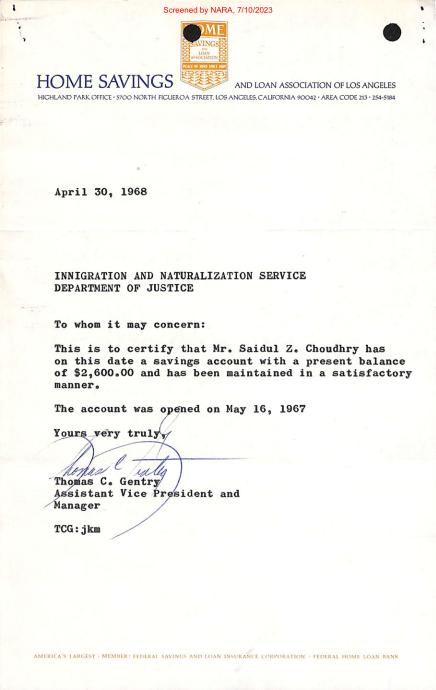 Screened by NARA, 7/10/2023
HOME
SAVINGS
AND
LOAN
ASSOCIATION
HOME SAVINGS AND LOAN ASSOCIATION OF LOS ANGELES
HIGHLAND PARK OFFICE • 5700 NORTH FIGUEROA STREET, LOS ANGELES, CALIFORNIA 90042 • AREA CODE 213 • 254-5184
April 30, 1968
INNIGRATION AND NATURALIZATION SERVICE
DEPARTMENT OF JUSTICE
To whom it may concern:
This is to certify that Mr. Saidul Z. Choudhry has
on this date a savings account with a present balance
of $2,600.00 and has been maintained in a satisfactory
manner.
The account was opened on May 16, 1967
Yours very truly,
Thomas C. Gentry
Thomas C. Gentry
Assistant Vice President and
Manager
TCG:jkm
AMERICA'S LARGEST • MEMBER: FEDERAL SAVINGS AND LOAN INSURANCE CORPORATION • FEDERAL HOME LOAN BANK